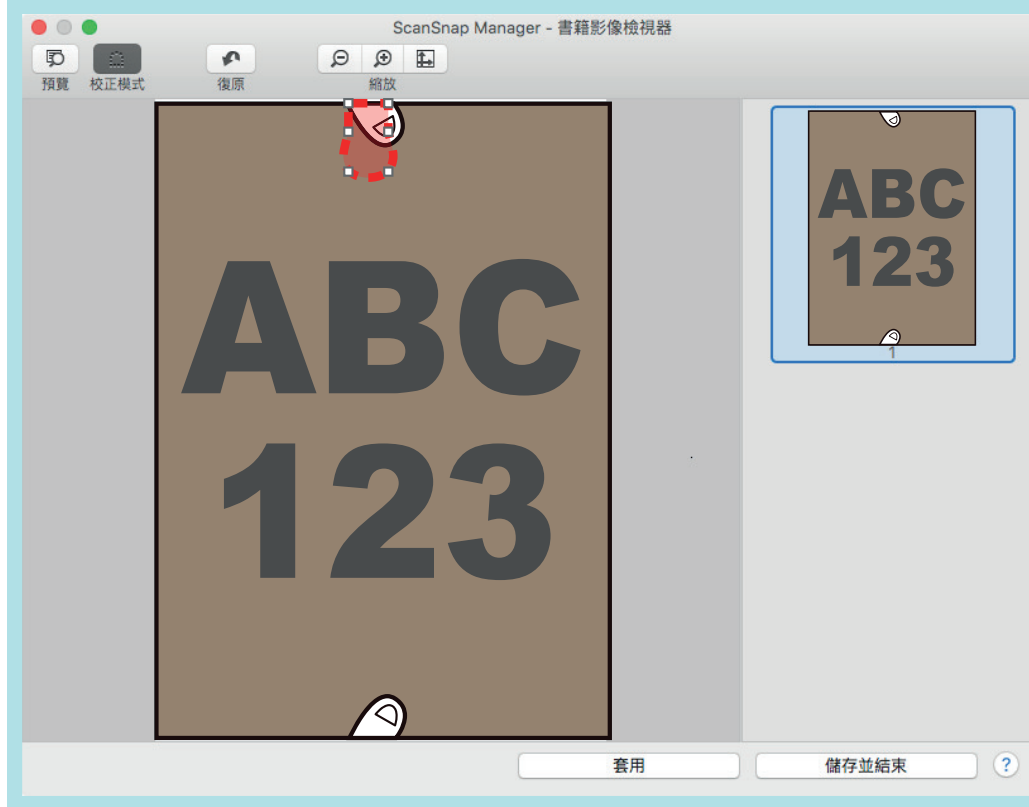 ScanSnap Manager - 書籍影像檢視器
預覽 校正模式 復原 縮放
ABC
123
ABC
123
1
套用 儲存並結束 ?